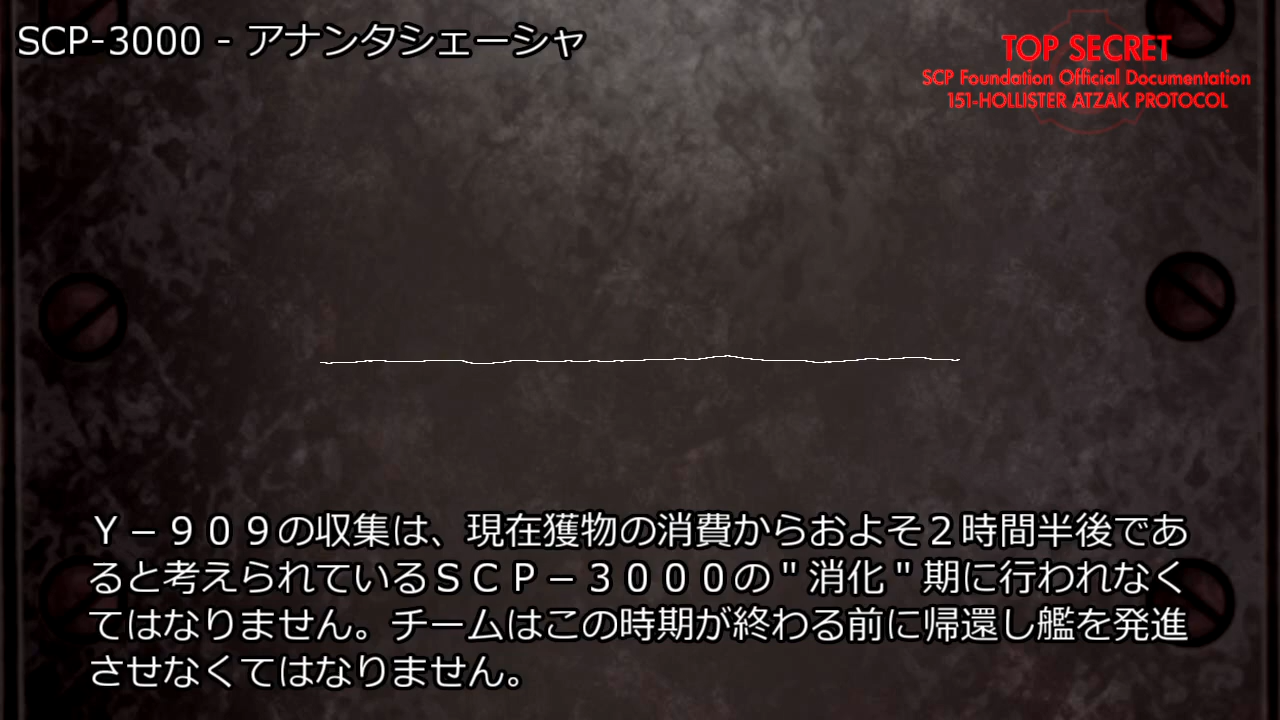 SCP-3000 - アナンタシェーシャ
TOP SECRET
SCP Foundation Official Documentation
151-HOLLISTER ATZAK PROTOCOL
Ｙ－９０９の収集は、現在獲物の消費からおよそ２時間半後であ
ると考えられているＳＣＰ－３０００の＂消化＂期に行われなく
てはなりません。チームはこの時期が終わる前に帰還し艦を発進
させなくてはなりません。